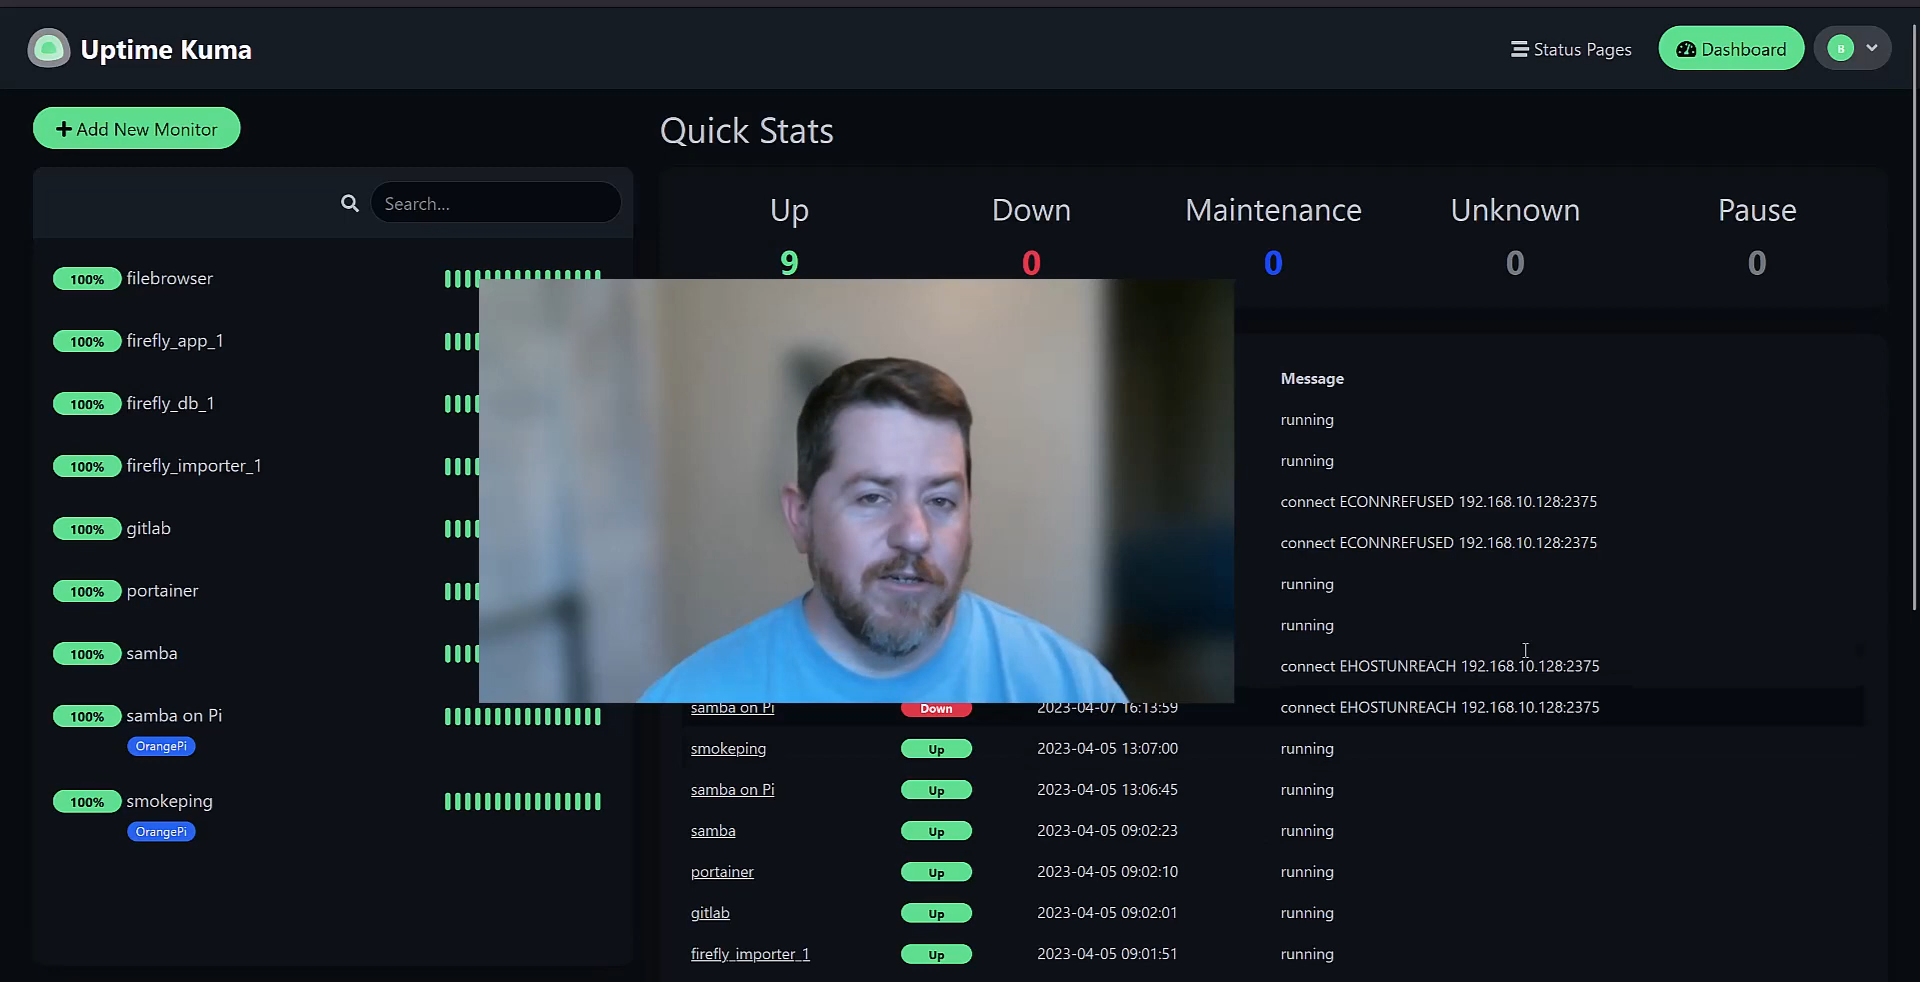 Uptime Kuma
Status Pages
Dashboard
B
Add New Monitor
Search...
100% filebrowser
100% firefly_app_1
100% firefly_db_1
100% firefly_importer_1
100% gitlab
100% portainer
100% samba
100% samba on Pi
OrangePi
100% smokeping
OrangePi
Quick Stats
Up Down Maintenance Unknown Pause
9 0 0 0 0
Message
running
running
connect ECONNREFUSED 192.168.10.128:2375
connect ECONNREFUSED 192.168.10.128:2375
running
running
connect EHOSTUNREACH 192.168.10.128:2375
samba on Pi Down 2023-04-07 16:13:59 connect EHOSTUNREACH 192.168.10.128:2375
smokeping Up 2023-04-05 13:07:00 running
samba on Pi Up 2023-04-05 13:06:45 running
samba Up 2023-04-05 09:02:23 running
portainer Up 2023-04-05 09:02:10 running
gitlab Up 2023-04-05 09:02:01 running
firefly_importer_1 Up 2023-04-05 09:01:51 running